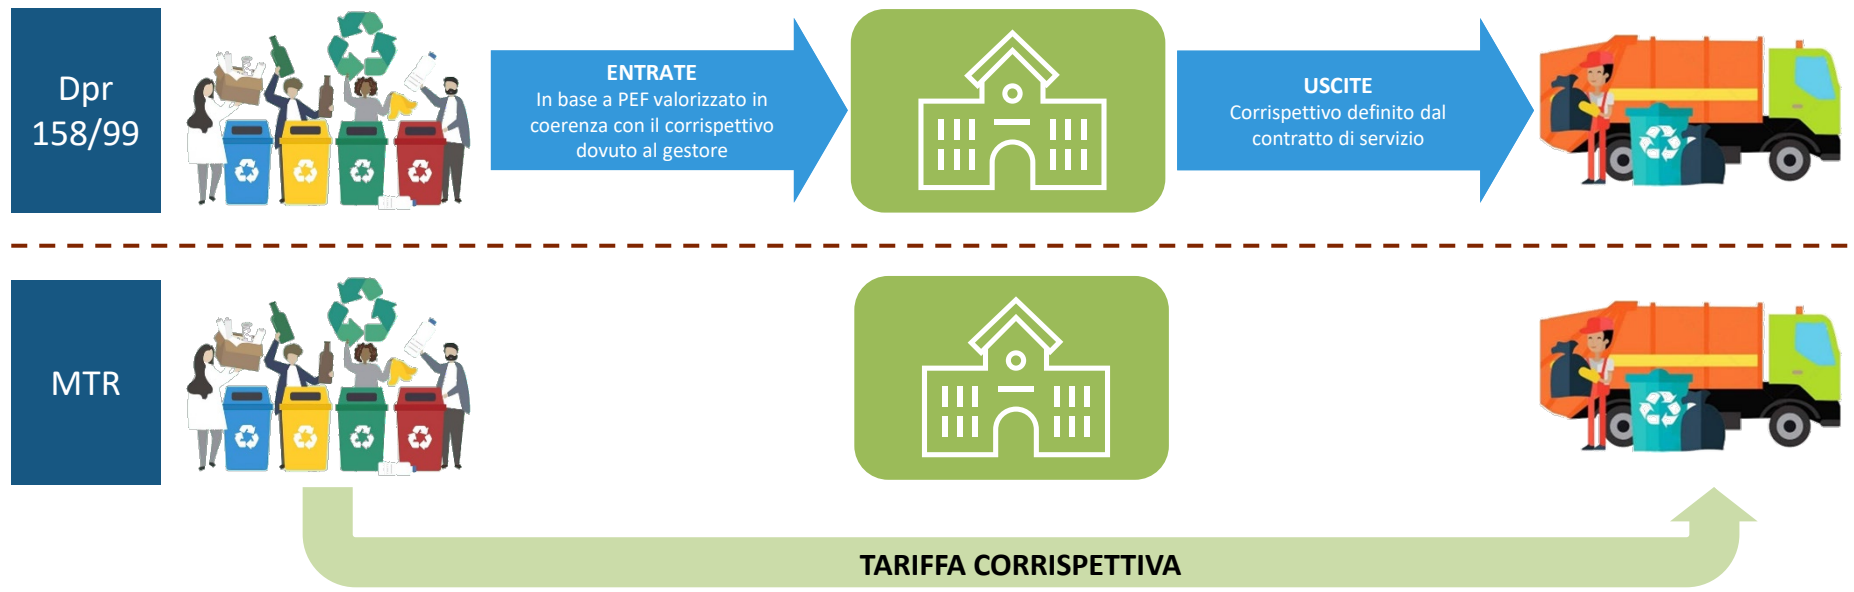 Dpr
158/99
ENTRATE
In base a PEF valorizzato in
coerenza con il corrispettivo
dovuto al gestore
USCITE
Corrispettivo definito dal
contratto di servizio
MTR
TARIFFA CORRISPETTIVA